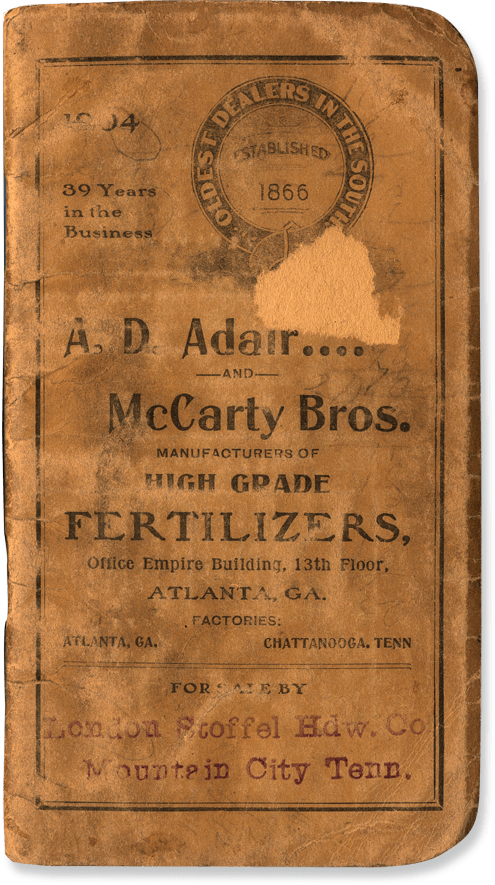 1904
OLDEST DEALERS IN THE SOUTH
ESTABLISHED
1866
39 Years
in the
Business
A. D. Adair....
—AND—
McCarty Bros.
MANUFACTURERS OF
HIGH GRADE
FERTILIZERS,
Office Empire Building, 13th Floor,
ATLANTA, GA.
FACTORIES:
ATLANTA, GA. CHATTANOOGA. TENN
FOR SALE BY
London Stoffel Hdw. Co
Mountain City Tenn.